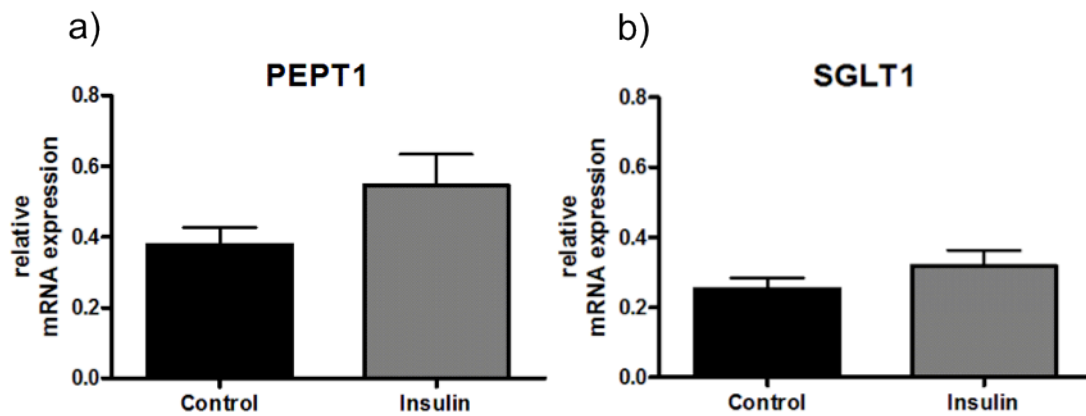 a)
PEPT1
relative
mRNA expression
0.8
0.6
0.4
0.2
0.0
Control Insulin
b)
SGLT1
relative
mRNA expression
0.8
0.6
0.4
0.2
0.0
Control Insulin